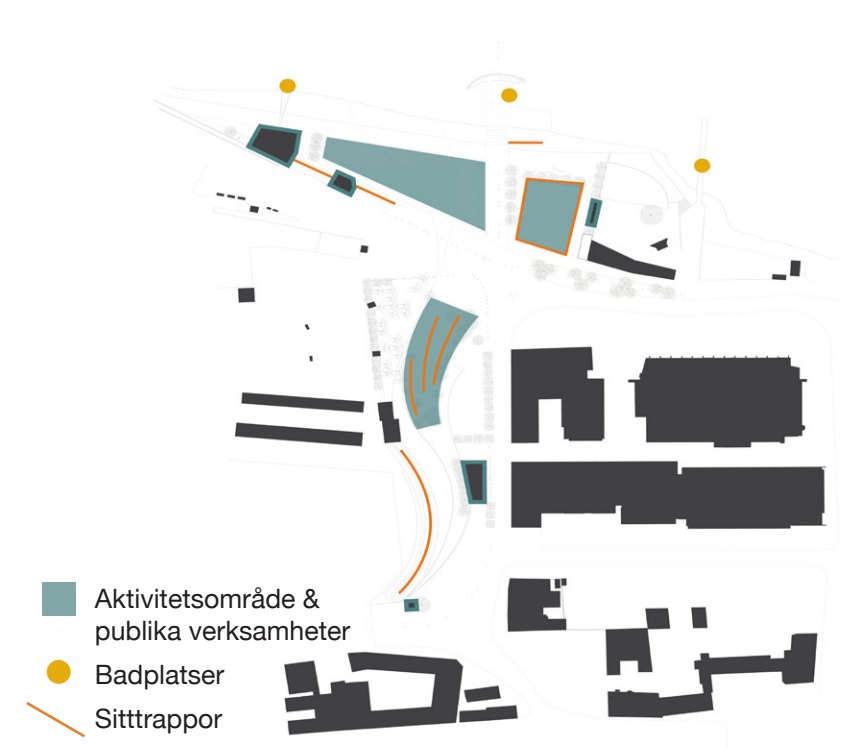 Aktivitetsområde &
publika verksamheter
Badplatser
Sitttrappor